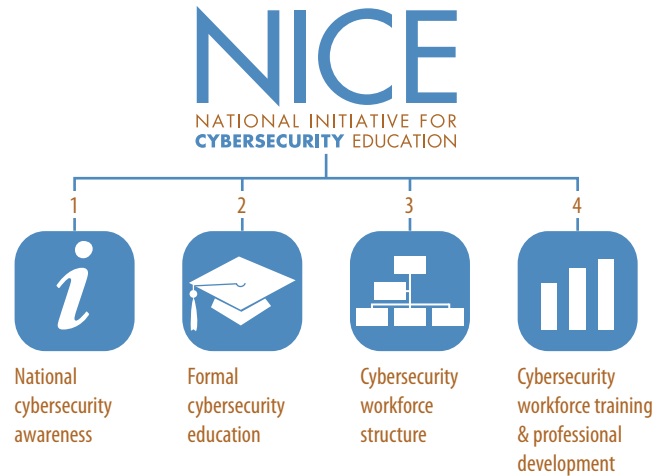 NICE
NATIONAL INITIATIVE FOR
CYBERSECURITY EDUCATION
1
2
3
4
i
National
cybersecurity
awareness
Formal
cybersecurity
education
Cybersecurity
workforce
structure
Cybersecurity
workforce training
& professional
development